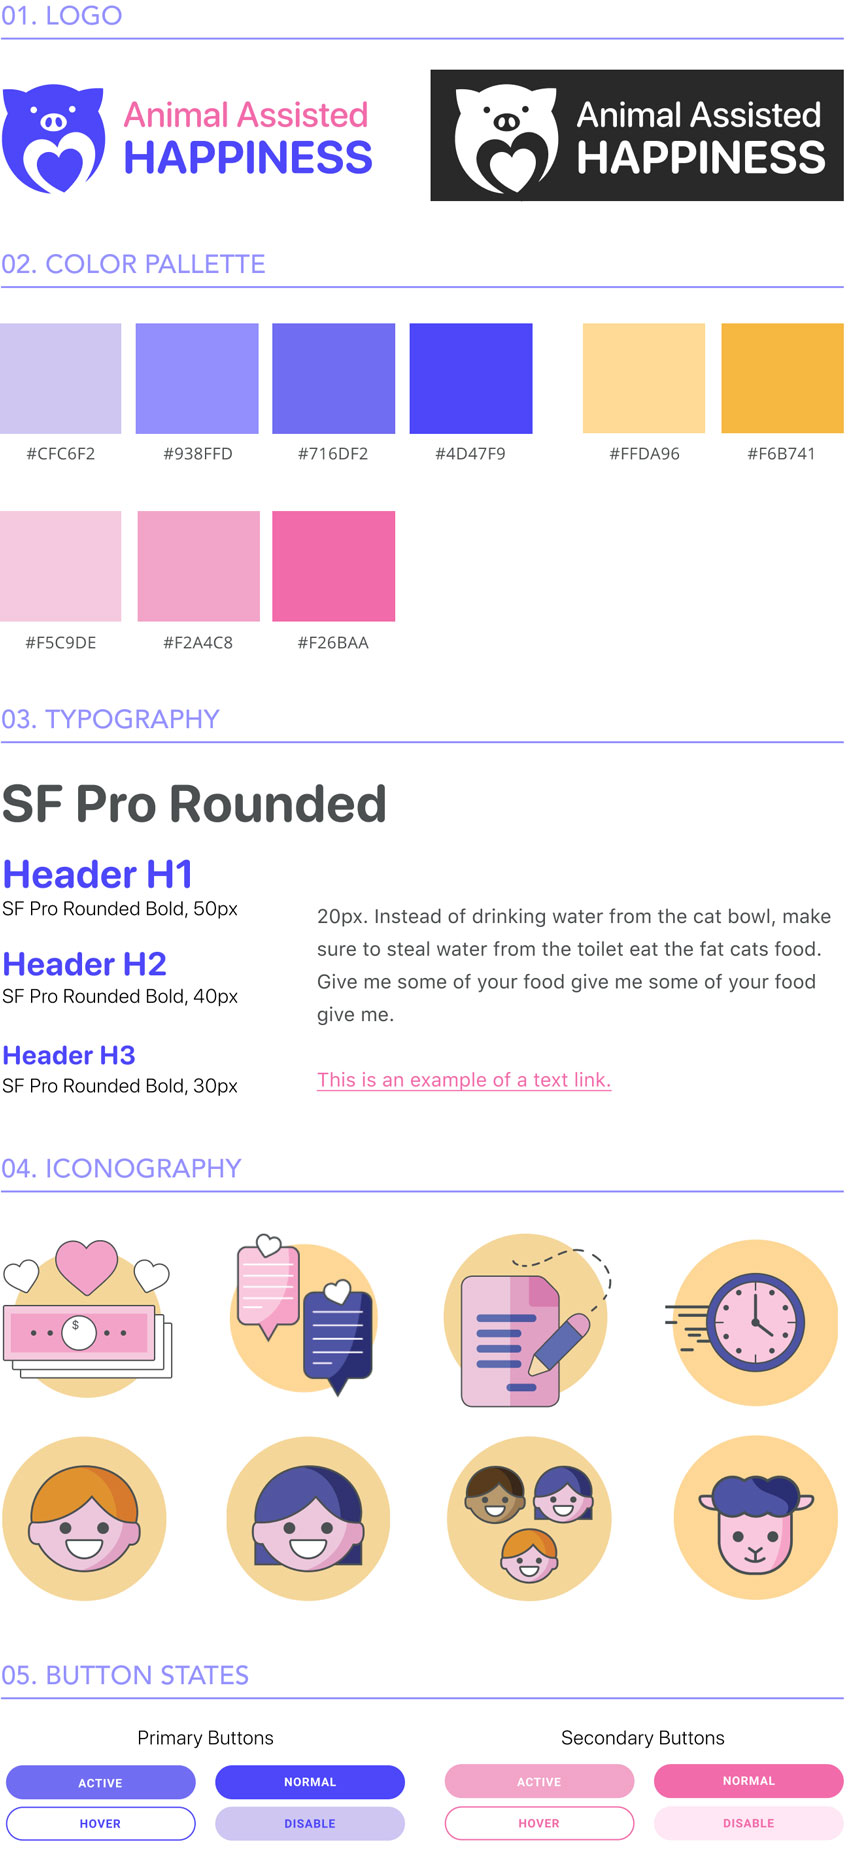 01. LOGO
Animal Assisted
HAPPINESS
Animal Assisted
HAPPINESS
02. COLOR PALLETTE
#CFC6F2
#938FFD
#716DF2
#4D47F9
#FFDA96
#F6B741
#F5C9DE
#F2A4C8
#F26BAA
03. TYPOGRAPHY
SF Pro Rounded
Header H1
SF Pro Rounded Bold, 50px
Header H2
SF Pro Rounded Bold, 40px
Header H3
SF Pro Rounded Bold, 30px
20px. Instead of drinking water from the cat bowl, make
sure to steal water from the toilet eat the fat cats food.
Give me some of your food give me some of your food
give me.
This is an example of a text link.
04. ICONOGRAPHY
$
05. BUTTON STATES
Primary Buttons
ACTIVE
NORMAL
HOVER
DISABLE
Secondary Buttons
ACTIVE
NORMAL
HOVER
DISABLE